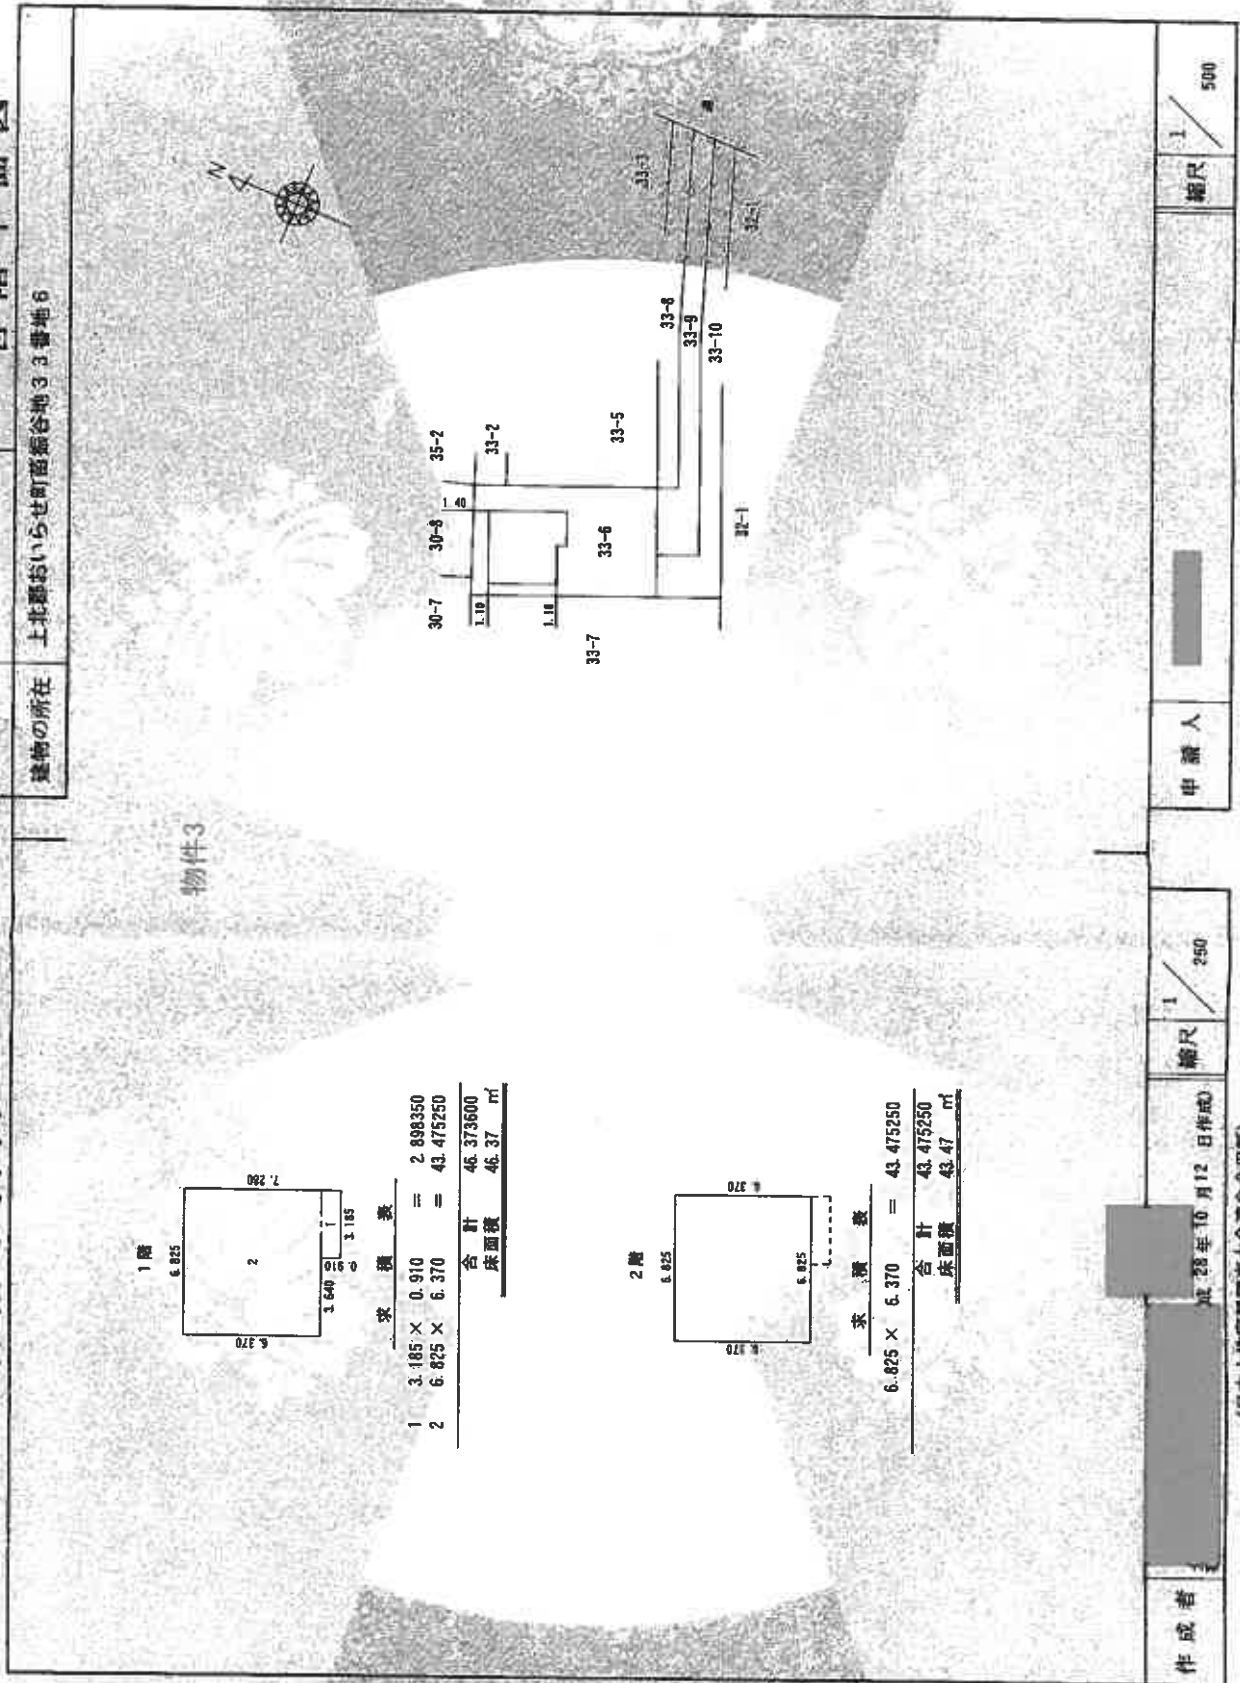 建物の所在 上北郡おいらせ町苗振谷地33番地6
物件3
1階
6.825
7.280
6.370
2
1
3.640
0.910
3.185
求積表
1 3.185 × 0.910 = 2.898350
2 6.825 × 6.370 = 43.475250
合計 46.373600
床面積 46.37 ㎡
2階
6.825
6.370
6.370
6.825
求積表
6.825 × 6.370 = 43.475250
合計 43.475250
床面積 43.47 ㎡
N
30-7
30-8
35-2
33-2
1.40
1.10
1.10
33-7
33-6
33-5
33-8
33-9
33-10
32-1
33-3
32-1
作成者
28年10月12日作成)
縮尺 1/250
申請人
縮尺 1/500